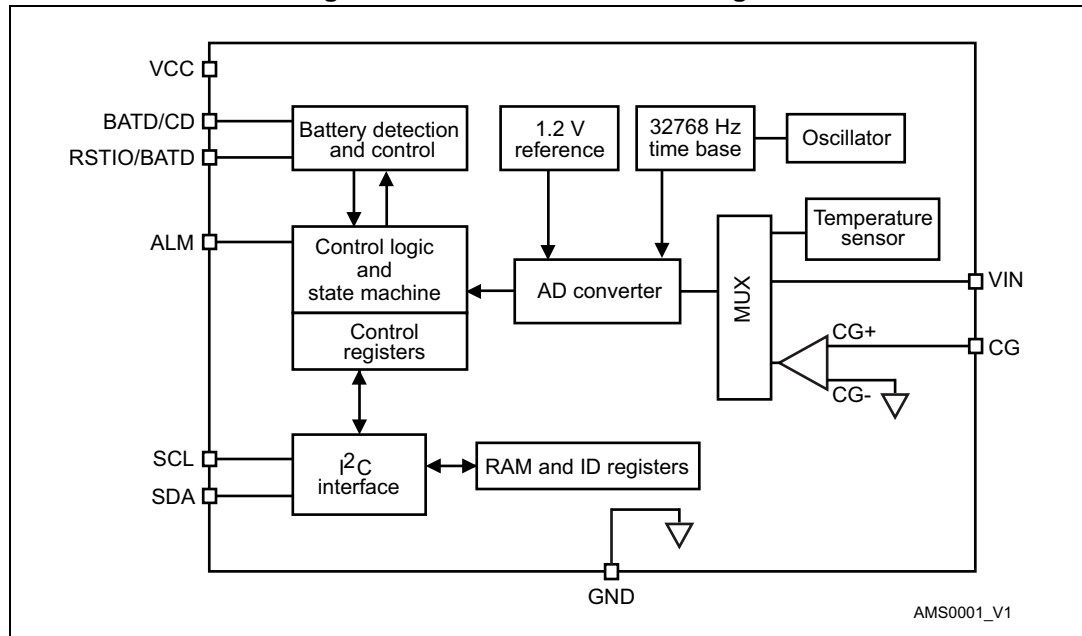 VCC
BATD/CD
RSTIO/BATD
Battery detection
and control
1.2 V
reference
32768 Hz
time base
Oscillator
ALM
Control logic
and
state machine
Control
registers
AD converter
MUX
Temperature
sensor
VIN
CG+
CG
CG-
SCL
SDA
I2C
interface
RAM and ID registers
GND
AMS0001_V1